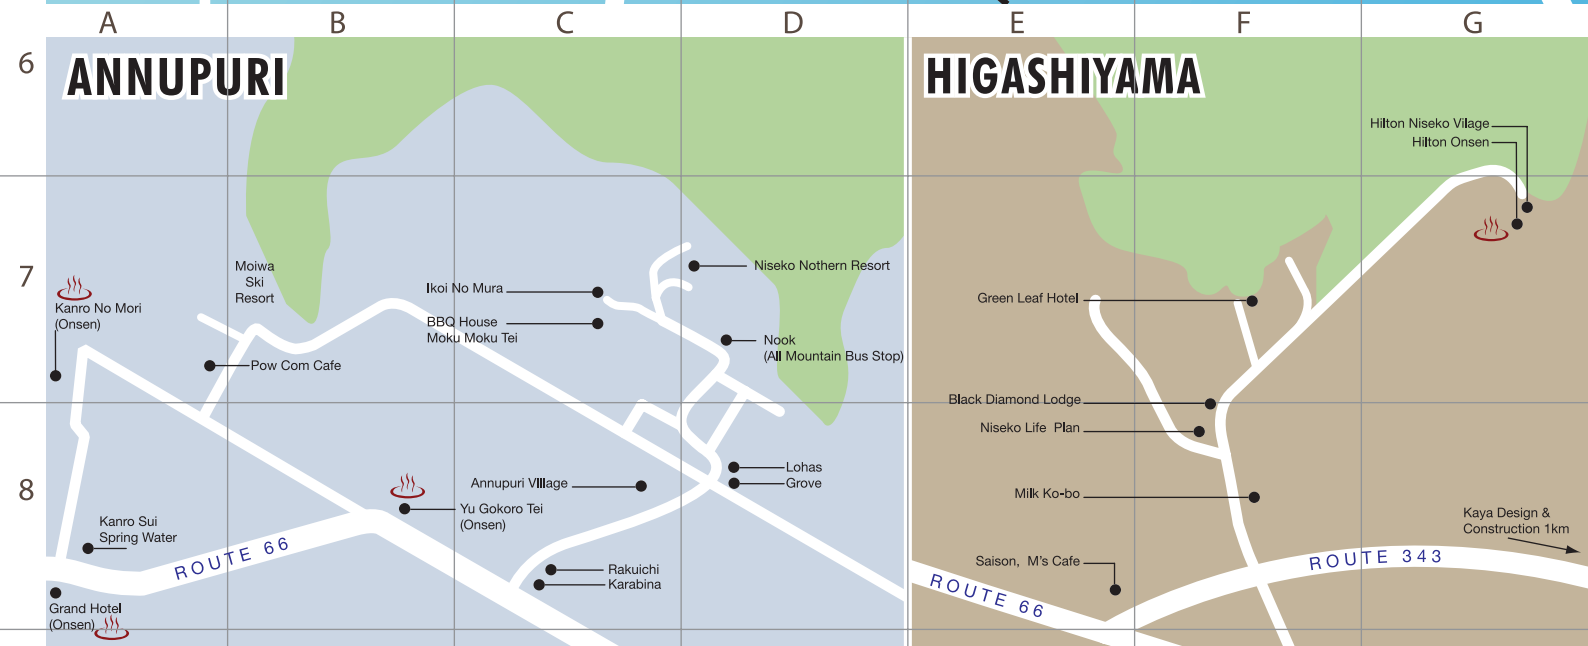 A B C D E F G
6
ANNUPURI
HIGASHIYAMA
Hilton Niseko Vilage
Hilton Onsen
7
Moiwa
Ski
Resort
Kanro No Mori
(Onsen)
Ikoi No Mura
BBQ House
Moku Moku Tei
Niseko Nothern Resort
Nook
(All Mountain Bus Stop)
Pow Com Cafe
Green Leaf Hotel
Black Diamond Lodge
Niseko Life Plan
8
Annupuri VIllage
Lohas
Grove
Yu Gokoro Tei
(Onsen)
Kanro Sui
Spring Water
ROUTE 66
Rakuichi
Karabina
Grand Hotel
(Onsen)
Milk Ko-bo
Kaya Design &
Construction 1km
Saison, M's Cafe
ROUTE 343
ROUTE 66